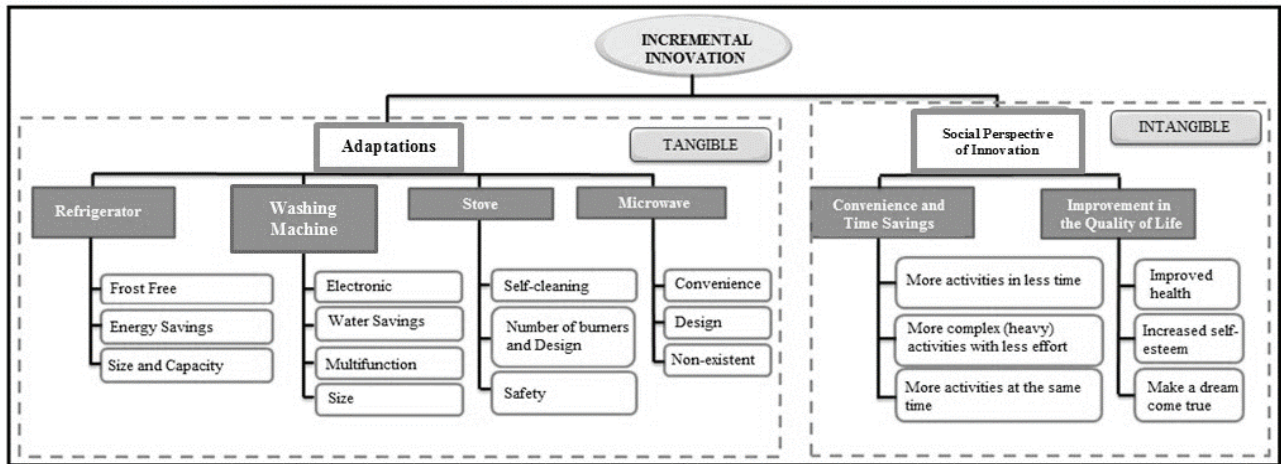 INCREMENTAL
INNOVATION
Adaptations
TANGIBLE
Refrigerator
Frost Free
Energy Savings
Size and Capacity
Washing
Machine
Electronic
Water Savings
Multifunction
Size
Stove
Self-cleaning
Number of burners
and Design
Safety
Microwave
Convenience
Design
Non-existent
Social Perspective
of Innovation
INTANGIBLE
Convenience and
Time Savings
More activities in less time
More complex (heavy)
activities with less effort
More activities at the same
time
Improvement in
the Quality of Life
Improved
health
Increased self-
esteem
Make a dream
come true